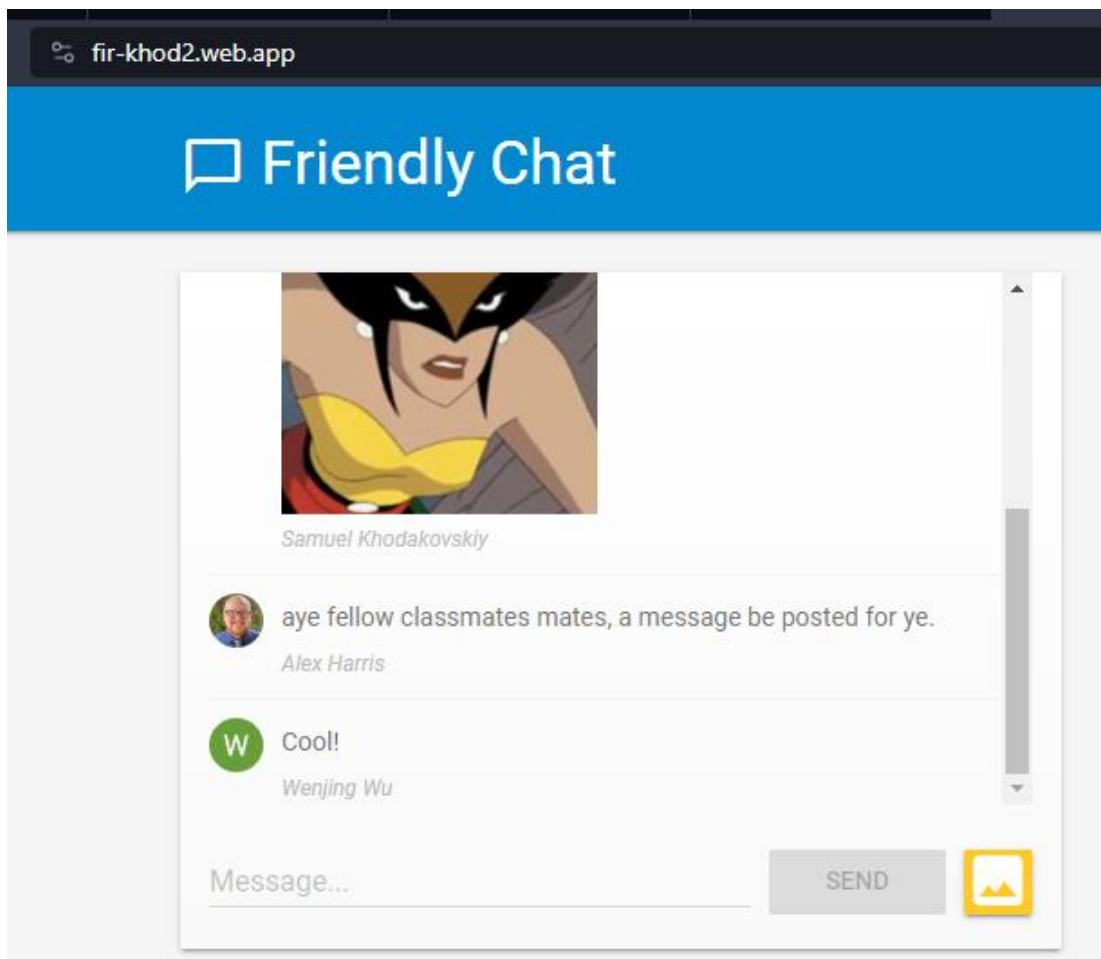 fir-khod2.web.app
Friendly Chat
Samuel Khodakovskiy
aye fellow classmates mates, a message be posted for ye.
Alex Harris
W
Cool!
Wenjing Wu
Message...
SEND